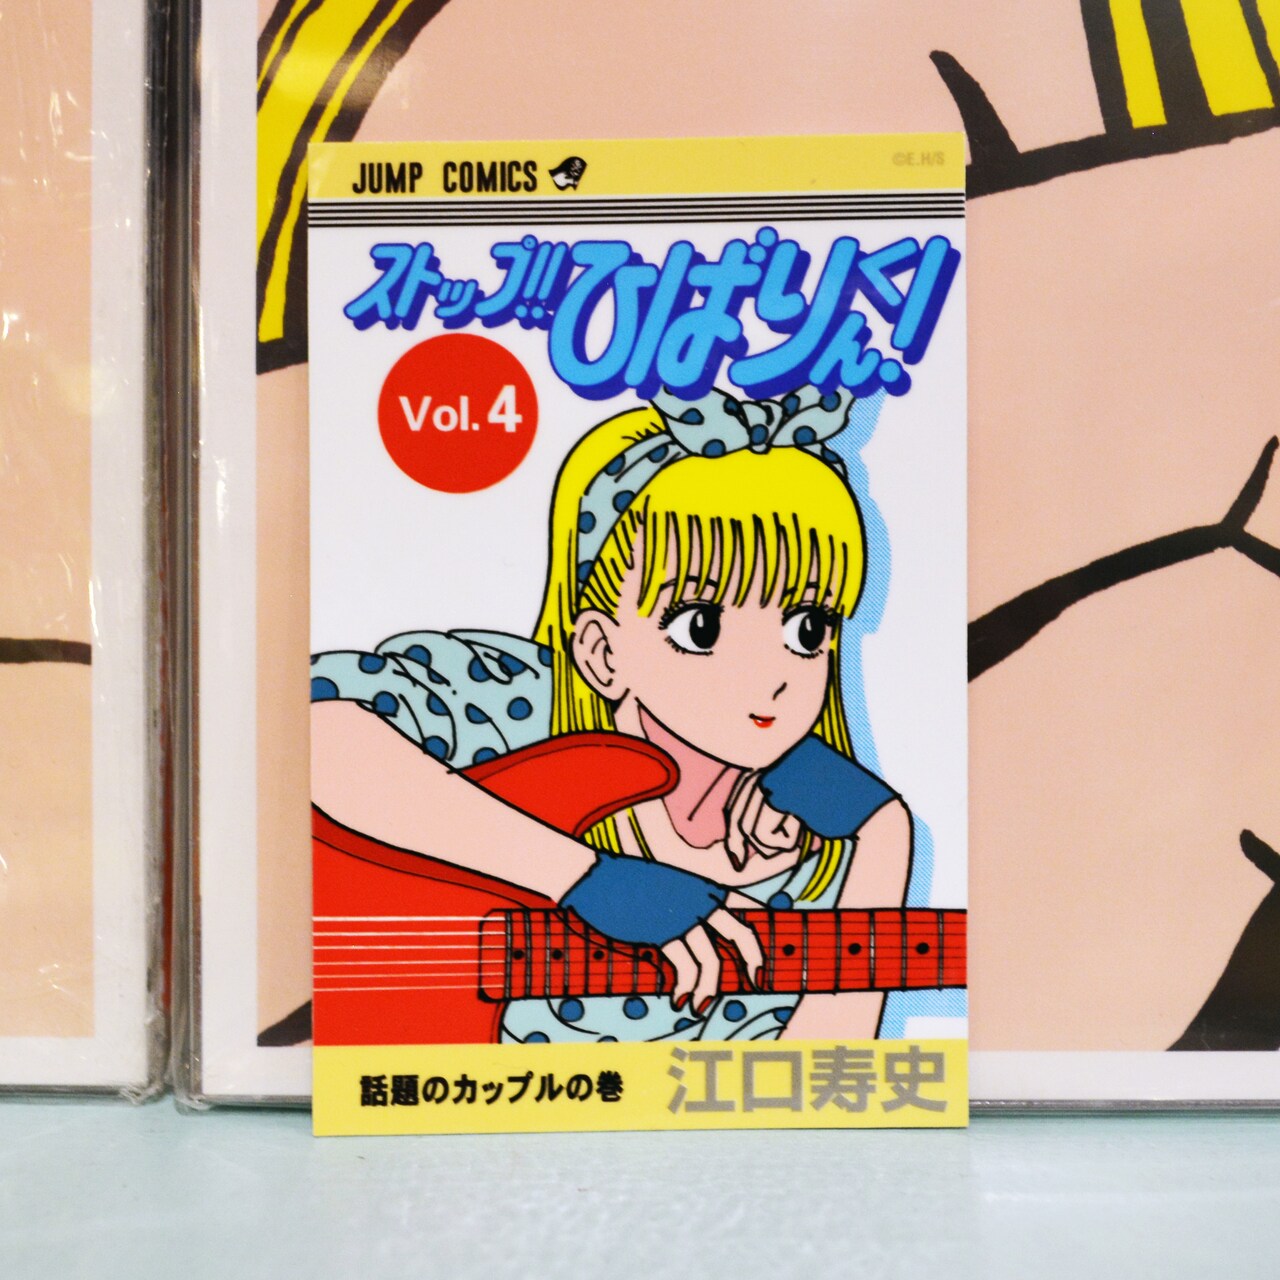 JUMP COMICS
©E.H/S
ストップ!!ひばりくん!
Vol.4
話題のカップルの巻
江口寿史